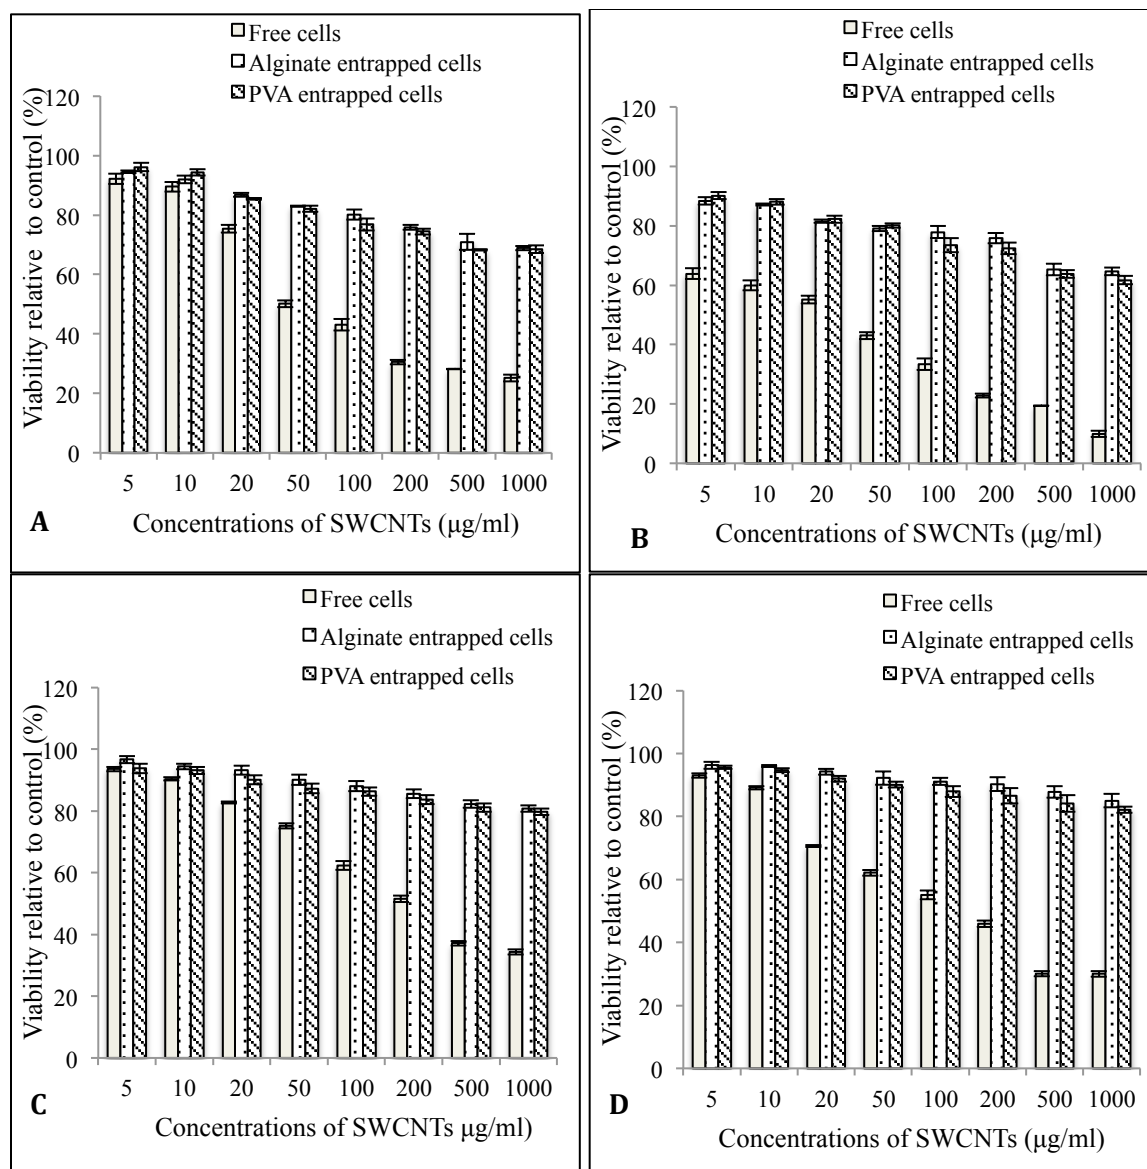 Free cells
Alginate entrapped cells
PVA entrapped cells
Viability relative to control (%)
120
100
80
60
40
20
0
5 10 20 50 100 200 500 1000
A
Concentrations of SWCNTs (μg/ml)
Free cells
Alginate entrapped cells
PVA entrapped cells
Viability relative to control (%)
120
100
80
60
40
20
0
5 10 20 50 100 200 500 1000
B
Concentrations of SWCNTs (μg/ml)
Free cells
Alginate entrapped cells
PVA entrapped cells
Viability relative to control (%)
120
100
80
60
40
20
0
5 10 20 50 100 200 500 1000
C
Concentrations of SWCNTs μg/ml)
Free cells
Alginate entrapped cells
PVA entrapped cells
Viability relative to control (%)
120
100
80
60
40
20
0
5 10 20 50 100 200 500 1000
D
Concentrations of SWCNTs (μg/ml)